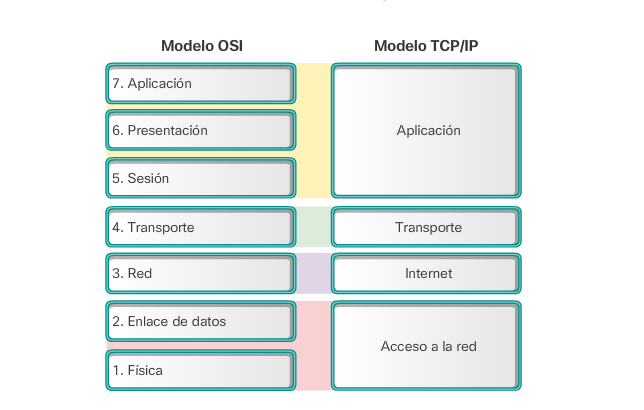 Modelo OSI
Modelo TCP/IP
7. Aplicación
6. Presentación
5. Sesión
4. Transporte
3. Red
2. Enlace de datos
1. Física
Aplicación
Transporte
Internet
Acceso a la red